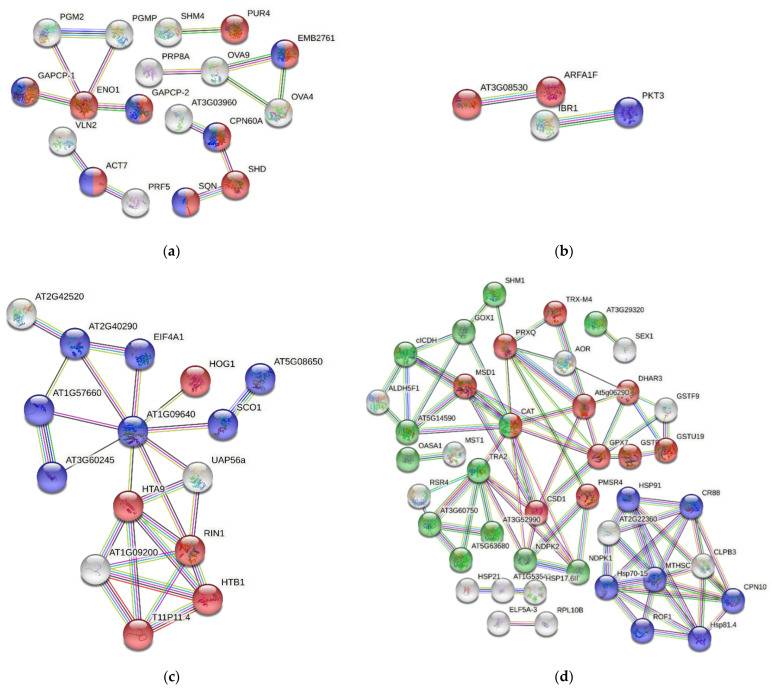 PGM2
PGMP
SHM4
PUR4
EMB2761
PRP8A
OVA9
GAPCP-1
ENO1
GAPCP-2
OVA4
AT3G03960
VLN2
CPN60A
ACT7
SHD
PRF5
SQN
(a)
AT3G08530
ARFA1F
IBR1
PKT3
(b)
AT2G42520
AT2G40290
EIF4A1
HOG1
AT5G08650
AT1G57660
AT1G09640
SCO1
AT3G60245
UAP56a
HTA9
RIN1
AT1G09200
HTB1
T11P11.4
(c)
SHM1
GOX1
TRX-M4
AT3G29320
PRXQ
cICDH
AOR
SEX1
ALDH5F1
MSD1
DHAR3
At5g06290
GSTF9
AT5G14590
CAT
OASA1
MST1
GPX7
GSTU19
TRA2
RSR4
CSD1
PMSR4
HSP91
CR88
AT3G60750
AT3G52990
AT2G22360
AT5G63680
NDPK2
NDPK1
CLPB3
MTHSC
Hsp70-15
HSP21
HSP17.6II
CPN10
ELF5A-3
RPL10B
ROF1
Hsp81.4
(d)